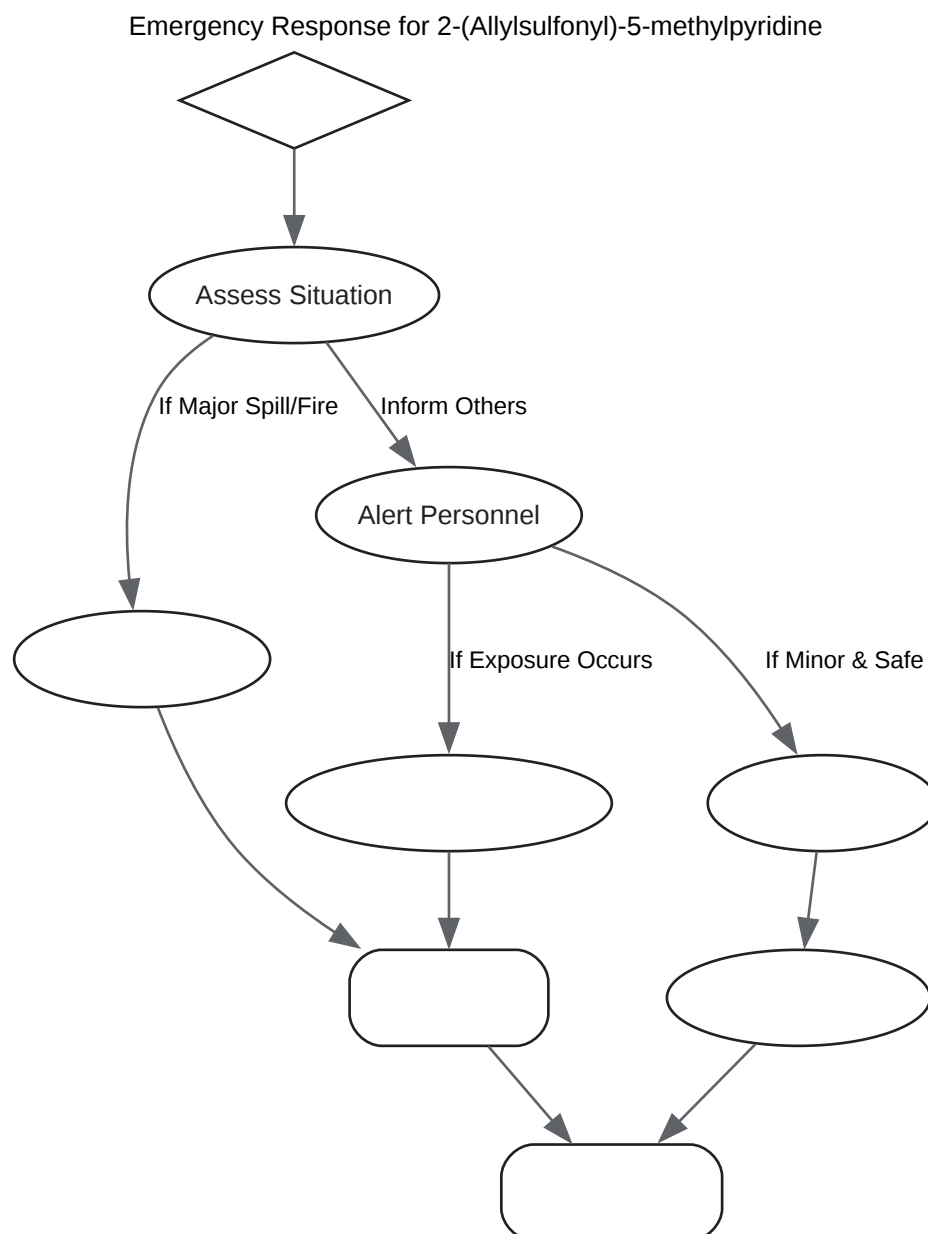 Emergency Response for 2-(Allylsulfonyl)-5-methylpyridine
Assess Situation
If Major Spill/Fire
Inform Others
Alert Personnel
If Exposure Occurs
If Minor & Safe